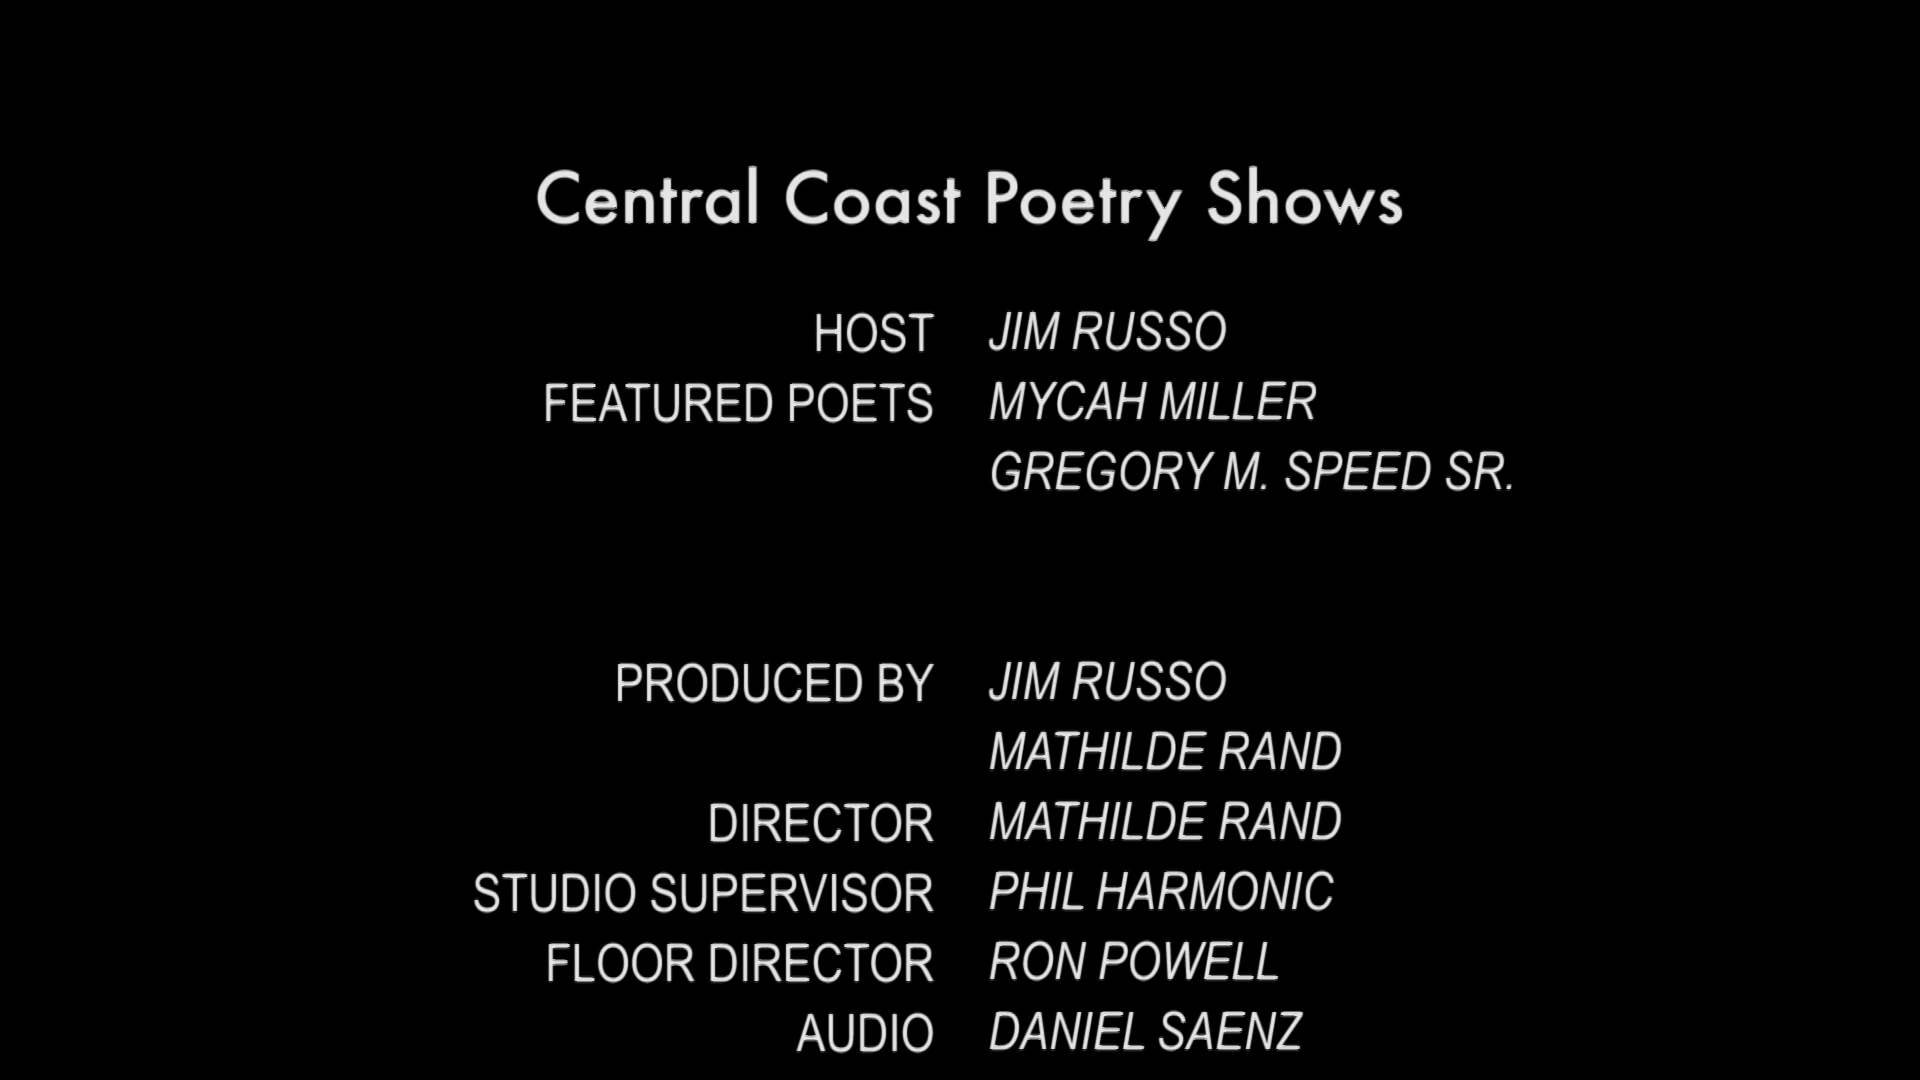 Central Coast Poetry Shows
HOST JIM RUSSO
FEATURED POETS MYCAH MILLER
GREGORY M. SPEED SR.
PRODUCED BY JIM RUSSO
MATHILDE RAND
DIRECTOR MATHILDE RAND
STUDIO SUPERVISOR PHIL HARMONIC
FLOOR DIRECTOR RON POWELL
AUDIO DANIEL SAENZ